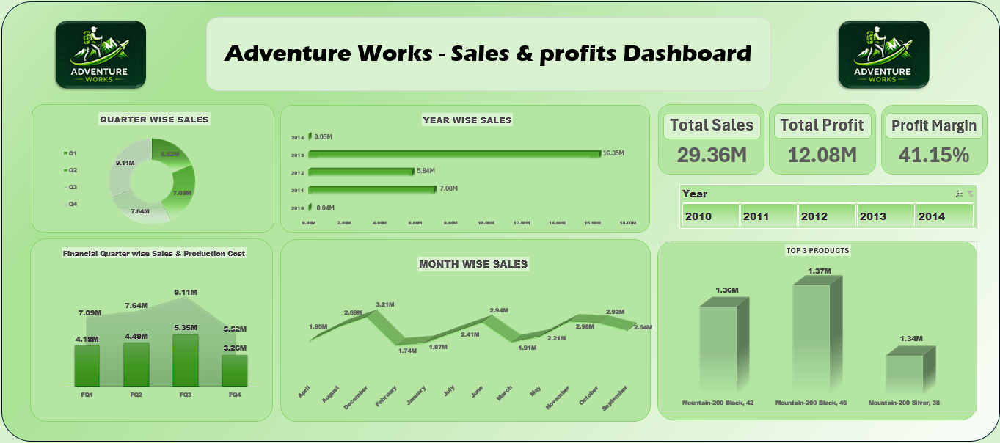 ADVENTURE
WORKS
Adventure Works - Sales & profits Dashboard
ADVENTURE
WORKS
QUARTER WISE SALES
Q1
Q2
Q3
Q4
5.52M
7.09M
7.64M
9.11M
YEAR WISE SALES
2014 0.05M
2013 16.35M
2012 5.84M
2011 7.08M
2010 0.04M
0.00M 2.00M 4.00M 6.00M 8.00M 10.00M 12.00M 14.00M 16.00M 18.00M
Total Sales
29.36M
Total Profit
12.08M
Profit Margin
41.15%
Year
2010 2011 2012 2013 2014
Financial Quarter wise Sales & Production Cost
7.09M 7.64M 9.11M 5.52M
4.18M 4.49M 5.35M 3.26M
FQ1 FQ2 FQ3 FQ4
MONTH WISE SALES
1.95M 2.69M 3.21M 1.74M 1.87M 2.41M 2.94M 1.91M 2.21M 2.98M 2.92M 2.54M
April August December February January July June March May November October September
TOP 3 PRODUCTS
1.36M 1.37M 1.34M
Mountain-200 Black, 42 Mountain-200 Black, 46 Mountain-200 Silver, 38